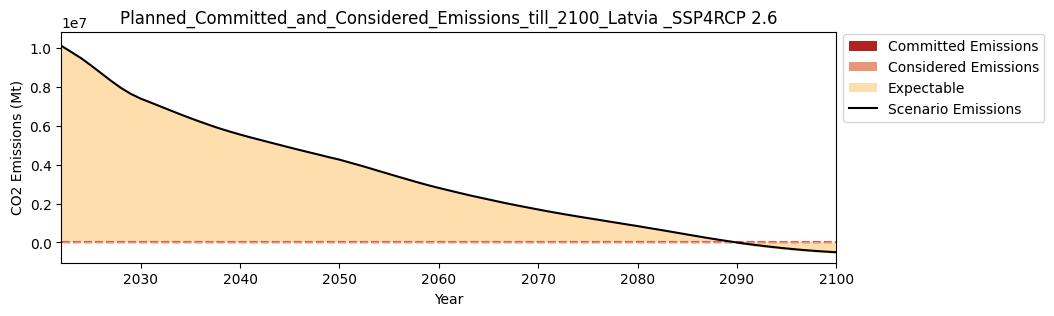 Planned_Committed_and_Considered_Emissions_till_2100_Latvia _SSP4RCP 2.6
1e7
1.0
0.8
0.6
0.4
0.2
0.0
CO2 Emissions (Mt)
2030 2040 2050 2060 2070 2080 2090 2100
Year
Committed Emissions
Considered Emissions
Expectable
Scenario Emissions